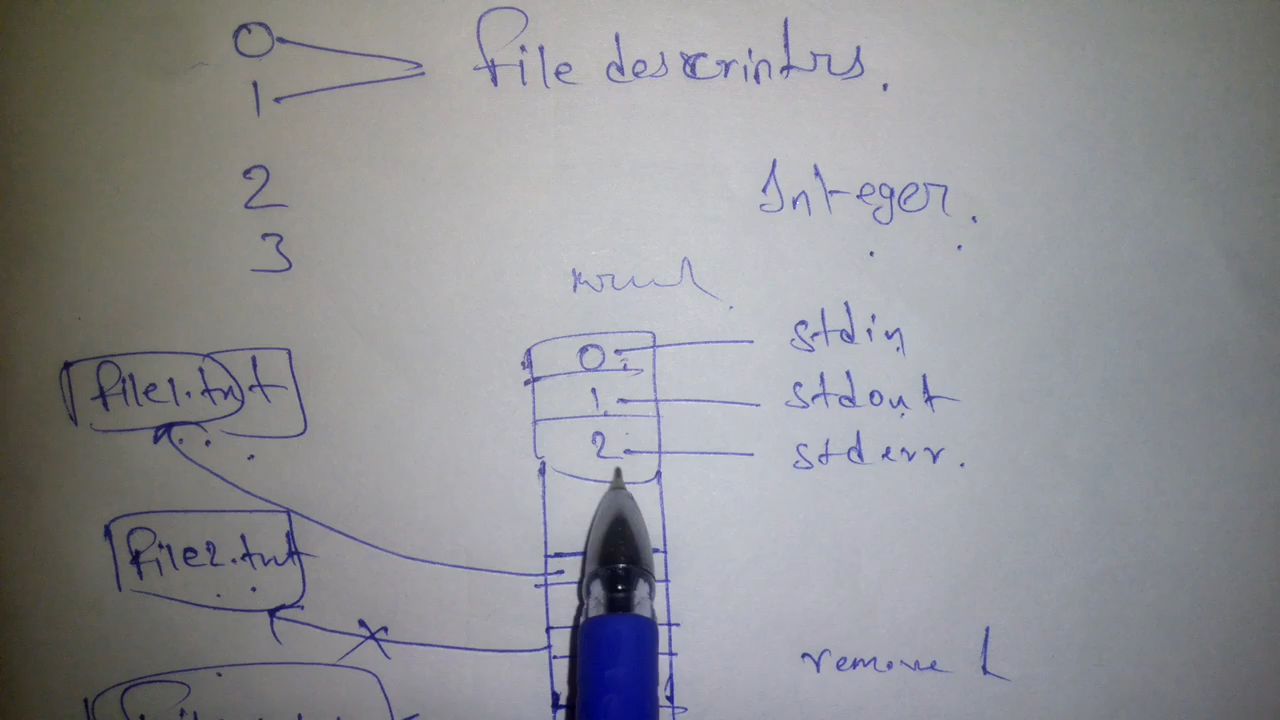 0
file descrintrs.
1
2
Integer.
3
stdin
0
file1.txt
1
stdout
2
stderr.
file2.txt
remove